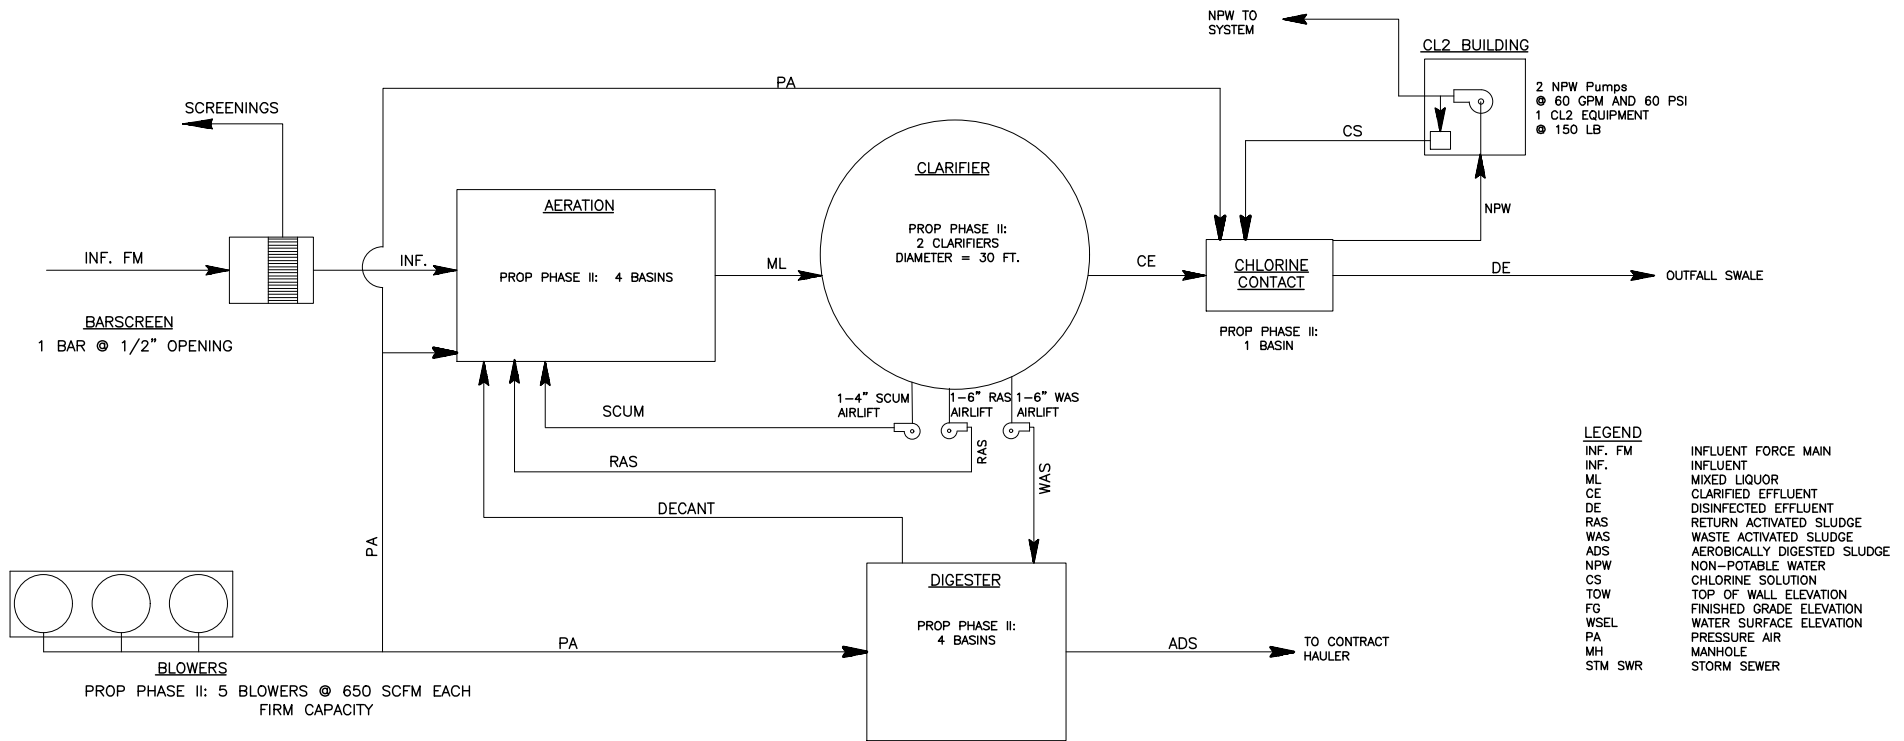 NPW TO
SYSTEM
CL2 BUILDING
2 NPW Pumps
@ 60 GPM AND 60 PSI
1 CL2 EQUIPMENT
@ 150 LB
PA
SCREENINGS
CS
CLARIFIER
AERATION
NPW
PROP PHASE II:
2 CLARIFIERS
DIAMETER = 30 FT.
INF. FM
INF.
ML
CE
CHLORINE
CONTACT
DE
OUTFALL SWALE
PROP PHASE II: 4 BASINS
BARSCREEN
1 BAR @ 1/2" OPENING
PROP PHASE II:
1 BASIN
1-4" SCUM
AIRLIFT
1-6" RAS
AIRLIFT
1-6" WAS
AIRLIFT
SCUM
RAS
RAS
WAS
DECANT
PA
DIGESTER
PROP PHASE II:
4 BASINS
PA
ADS
TO CONTRACT
HAULER
BLOWERS
PROP PHASE II: 5 BLOWERS @ 650 SCFM EACH
FIRM CAPACITY
LEGEND
INF. FM INFLUENT FORCE MAIN
INF. INFLUENT
ML MIXED LIQUOR
CE CLARIFIED EFFLUENT
DE DISINFECTED EFFLUENT
RAS RETURN ACTIVATED SLUDGE
WAS WASTE ACTIVATED SLUDGE
ADS AEROBICALLY DIGESTED SLUDGE
NPW NON-POTABLE WATER
CS CHLORINE SOLUTION
TOW TOP OF WALL ELEVATION
FG FINISHED GRADE ELEVATION
WSEL WATER SURFACE ELEVATION
PA PRESSURE AIR
MH MANHOLE
STM SWR STORM SEWER